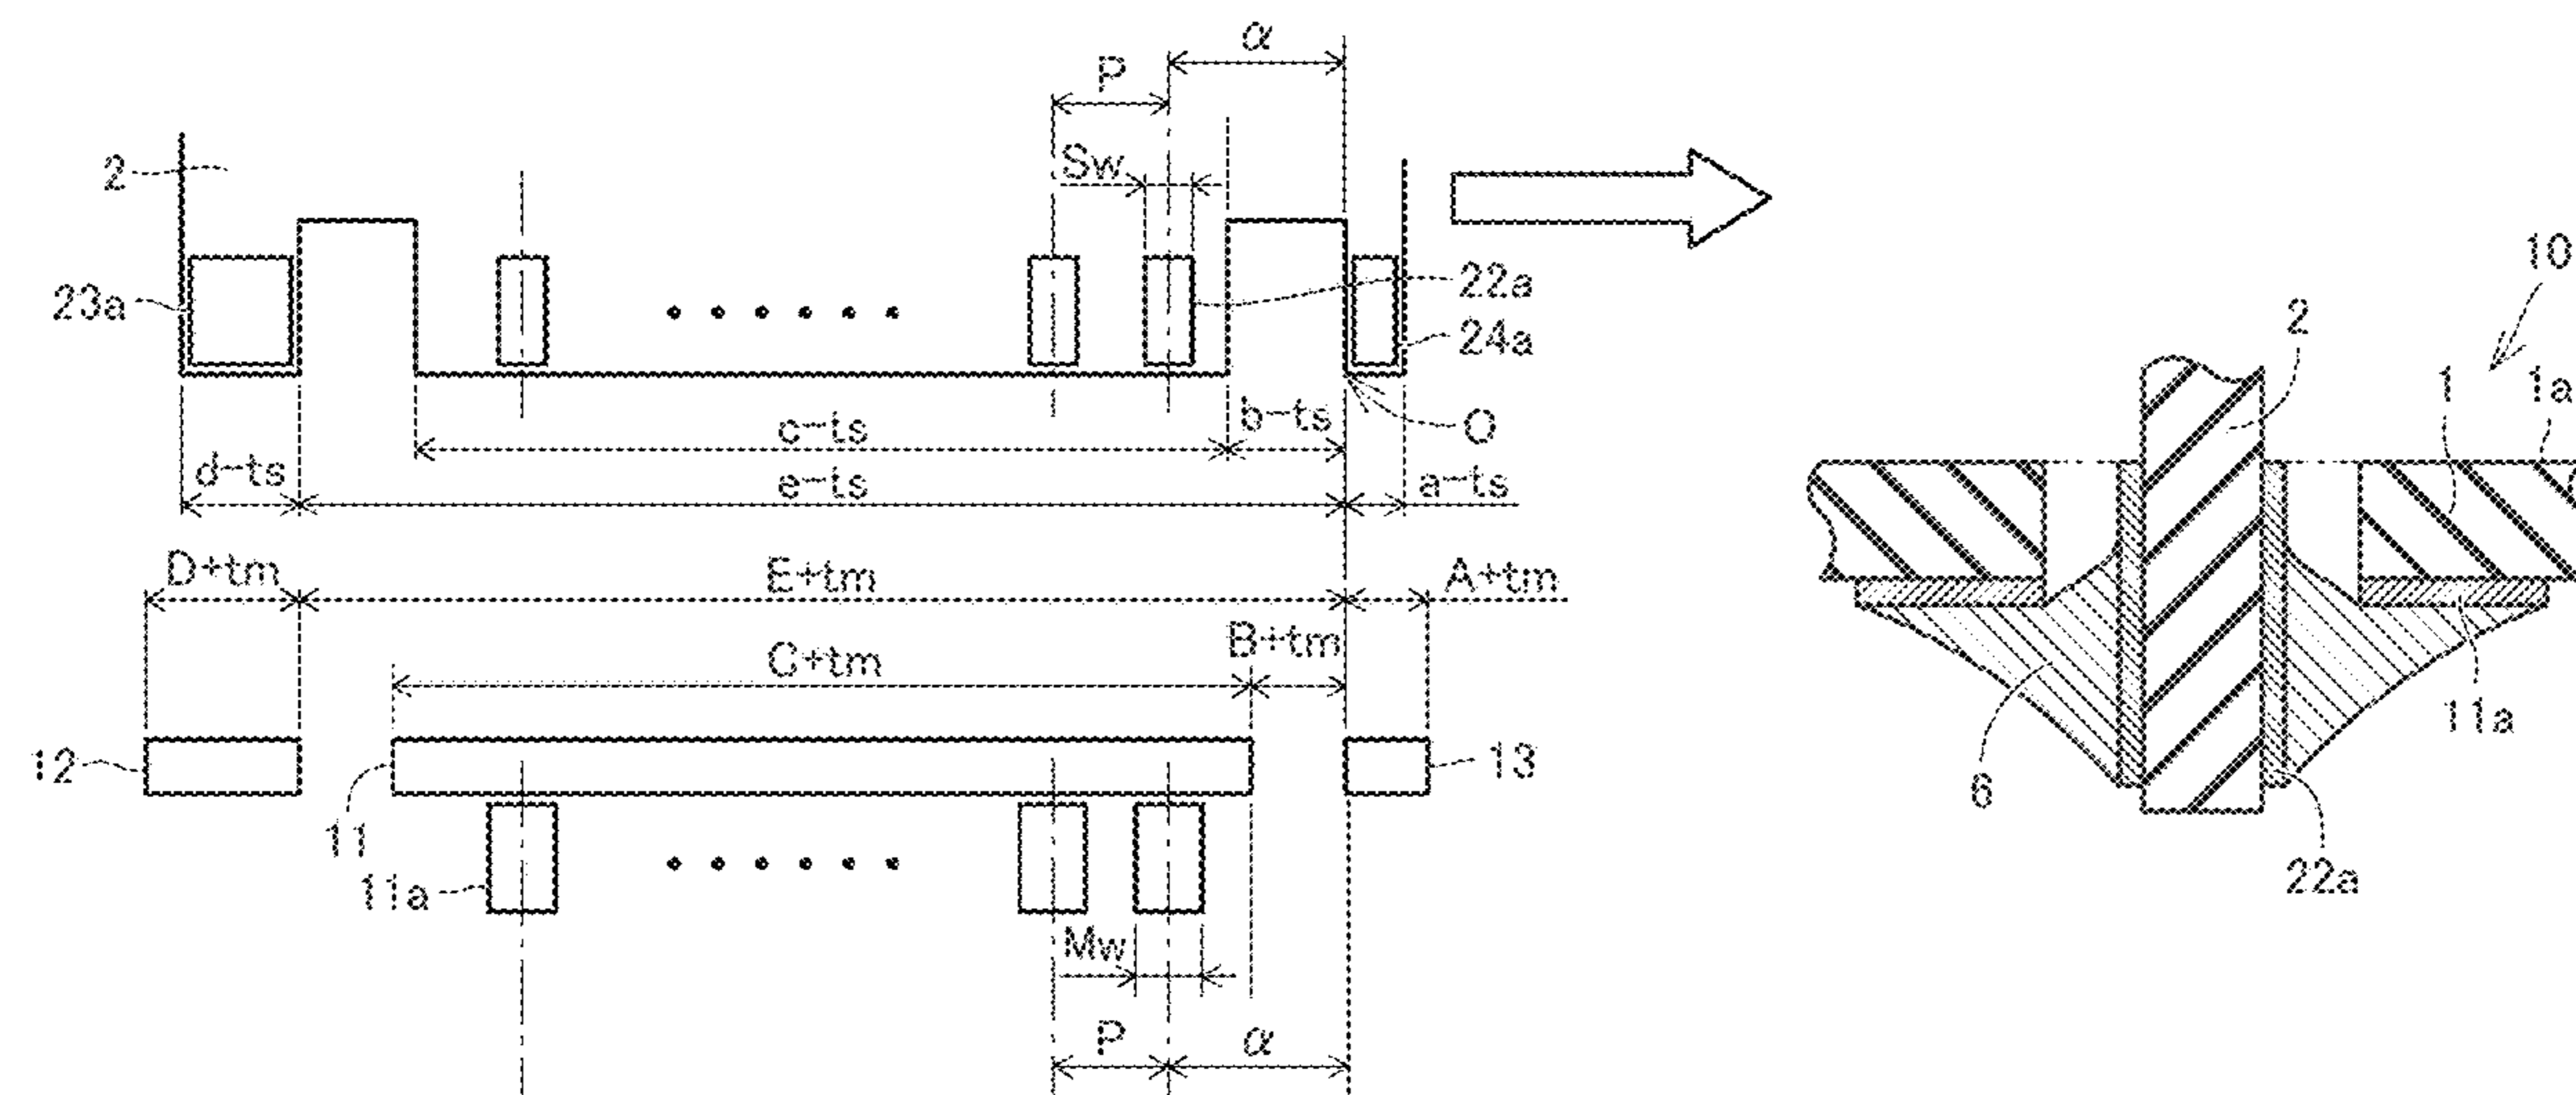 α
P
2
Sw
22a
23a
24a
c-ts
b-ts
O
d-ts
e-ts
a-ts
D+tm
E+tm
A+tm
C+tm
B+tm
12
11
13
11a
Mw
P
α
10
2
1
1a
11a
6
22a